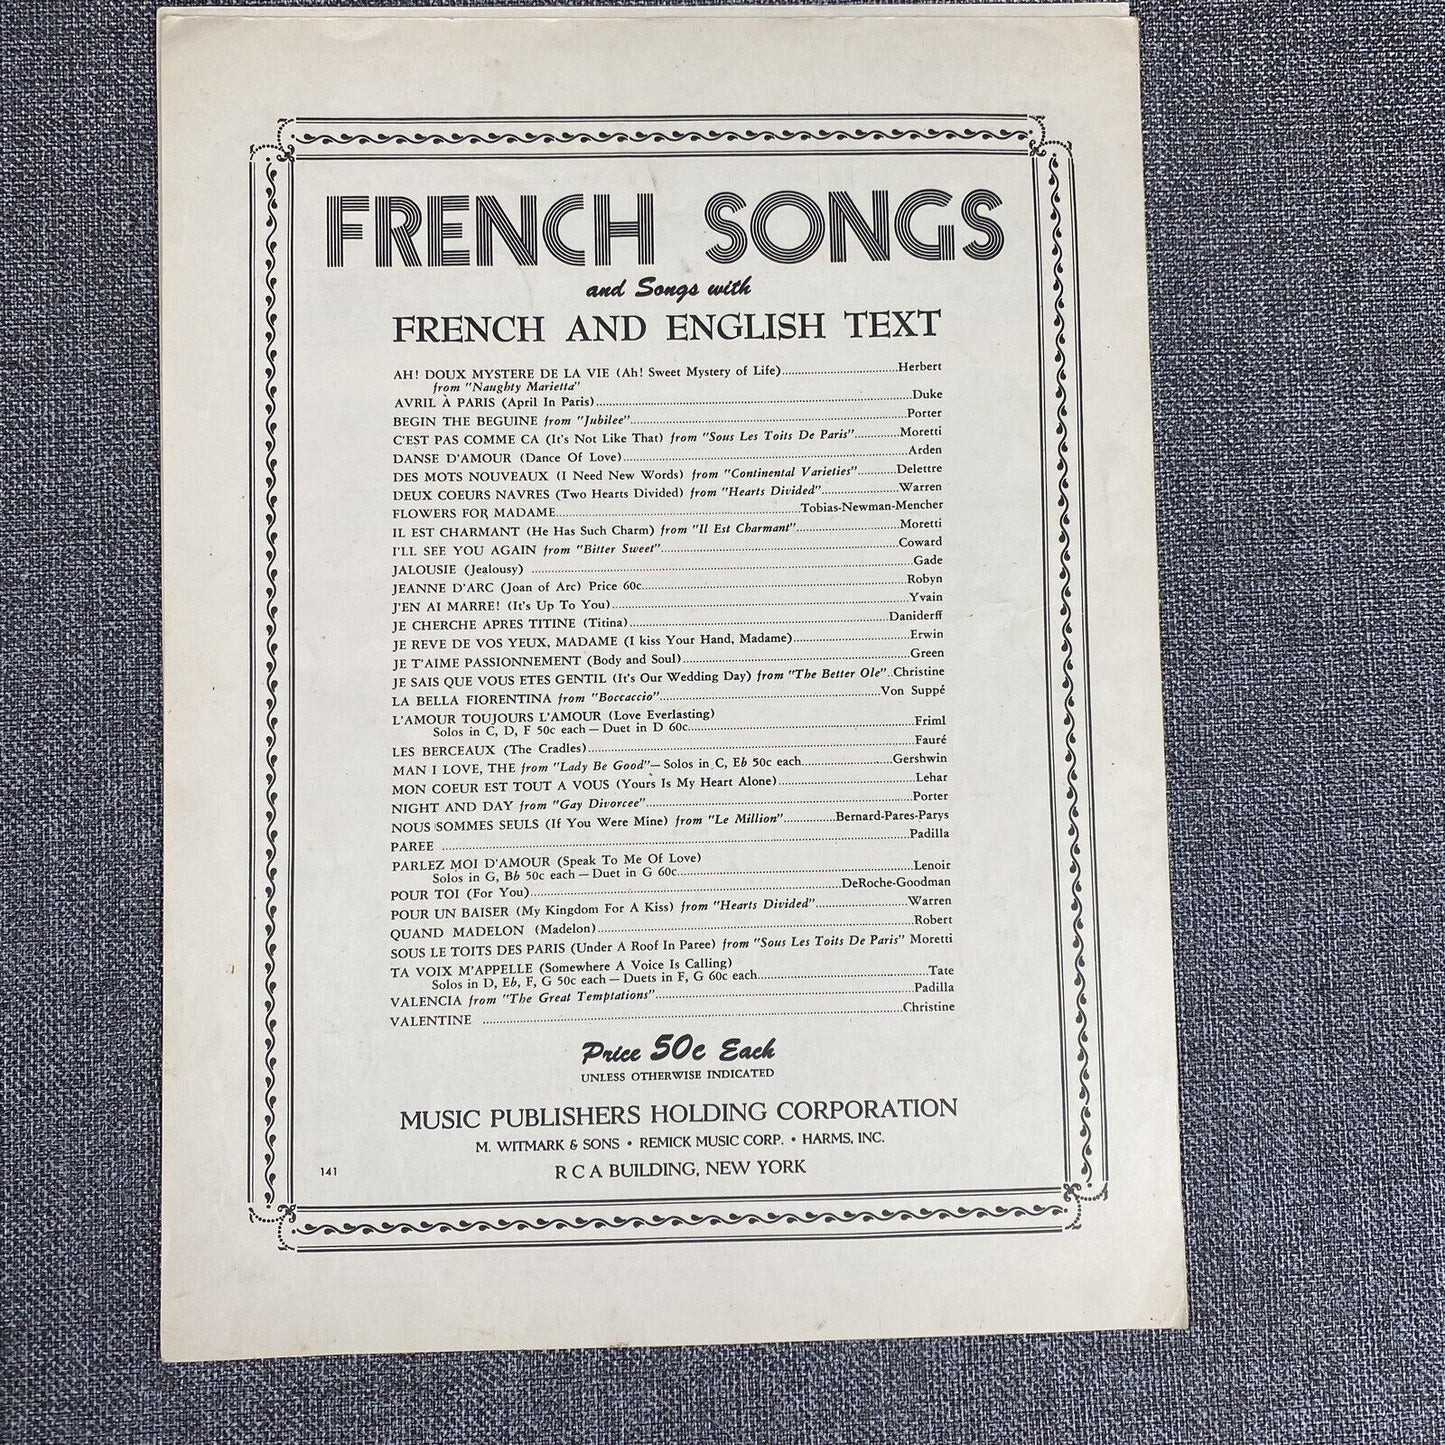 FRENCH SONGS
and Songs with
FRENCH AND ENGLISH TEXT
AH! DOUX MYSTERE DE LA VIE (Ah! Sweet Mystery of Life)..............................Herbert
from "Naughty Marietta"
AVRIL À PARIS (April In Paris)..............................Duke
BEGIN THE BEGUINE from "Jubilee"..............................Porter
C'EST PAS COMME CA (It's Not Like That) from "Sous Les Toits De Paris"............Moretti
DANSE D'AMOUR (Dance Of Love)..............................Arden
DES MOTS NOUVEAUX (I Need New Words) from "Continental Varieties"..........Delettre
DEUX COEURS NAVRES (Two Hearts Divided) from "Hearts Divided"....................Warren
FLOWERS FOR MADAME..............................Tobias-Newman-Mencher
IL EST CHARMANT (He Has Such Charm) from "Il Est Charmant"..........................Moretti
I'LL SEE YOU AGAIN from "Bitter Sweet"..............................Coward
JALOUSIE (Jealousy) ..............................Gade
JEANNE D'ARC (Joan of Arc) Price 60c..............................Robyn
J'EN AI MARRE! (It's Up To You)..............................Yvain
JE CHERCHE APRES TITINE (Titina)..............................Daniderff
JE REVE DE VOS YEUX, MADAME (I kiss Your Hand, Madame)..............................Erwin
JE T'AIME PASSIONNEMENT (Body and Soul)..............................Green
JE SAIS QUE VOUS ETES GENTIL (It's Our Wedding Day) from "The Better Ole"..Christine
LA BELLA FIORENTINA from "Boccaccio"..............................Von Suppé
L'AMOUR TOUJOURS L'AMOUR (Love Everlasting)
Solos in C, D, F 50c each—Duet in D 60c..............................Friml
LES BERCEAUX (The Cradles)..............................Fauré
MAN I LOVE, THE from "Lady Be Good"—Solos in C, E♭ 50c each......................Gershwin
MON COEUR EST TOUT A VOUS (Yours Is My Heart Alone)..............................Lehar
NIGHT AND DAY from "Gay Divorcee"..............................Porter
NOUS SOMMES SEULS (If You Were Mine) from "Le Million".............Bernard-Pares-Parys
PAREE ..............................Padilla
PARLEZ MOI D'AMOUR (Speak To Me Of Love)
Solos in G, B♭ 50c each—Duet in G 60c..............................Lenoir
POUR TOI (For You)..............................DeRoche-Goodman
POUR UN BAISER (My Kingdom For A Kiss) from "Hearts Divided"..............................Warren
QUAND MADELON (Madelon)..............................Robert
SOUS LE TOITS DES PARIS (Under A Roof In Paree) from "Sous Les Toits De Paris" Moretti
TA VOIX M'APPELLE (Somewhere A Voice Is Calling)
Solos in D, E♭, F, G 50c each—Duets in F, G 60c each..............................Tate
VALENCIA from "The Great Temptations"..............................Padilla
VALENTINE ..............................Christine
Price 50c Each
UNLESS OTHERWISE INDICATED
MUSIC PUBLISHERS HOLDING CORPORATION
M. WITMARK & SONS • REMICK MUSIC CORP. • HARMS, INC.
141
R C A BUILDING, NEW YORK